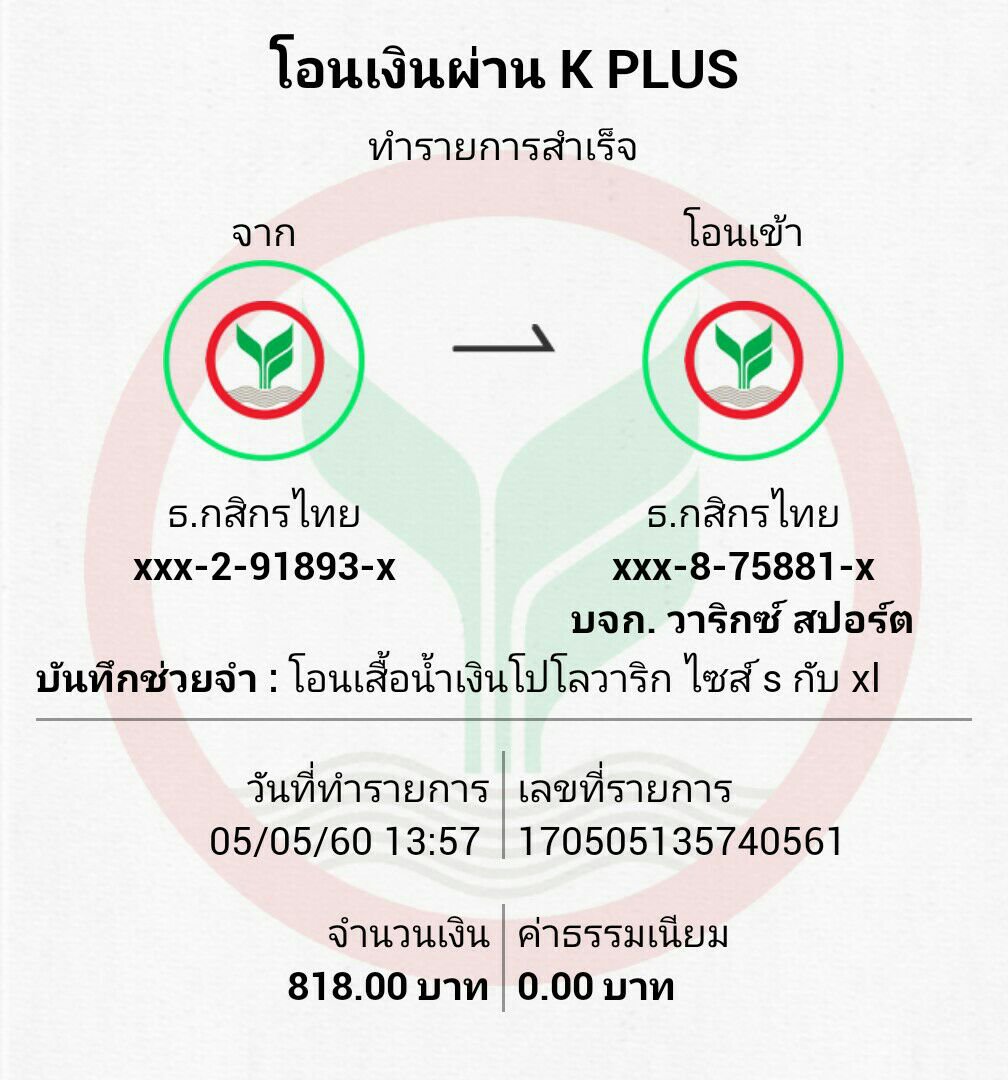 โอนเงินผ่าน K PLUS
ทำรายการสำเร็จ
จาก
โอนเข้า
ธ.กสิกรไทย
xxx-2-91893-x
ธ.กสิกรไทย
xxx-8-75881-x
บจก. วาริกซ์ สปอร์ต
บันทึกช่วยจำ : โอนเสื้อน้ำเงินโปโลวาริก ไซส์ s กับ xl
วันที่ทำรายการ
05/05/60 13:57
เลขที่รายการ
170505135740561
จำนวนเงิน
818.00 บาท
ค่าธรรมเนียม
0.00 บาท